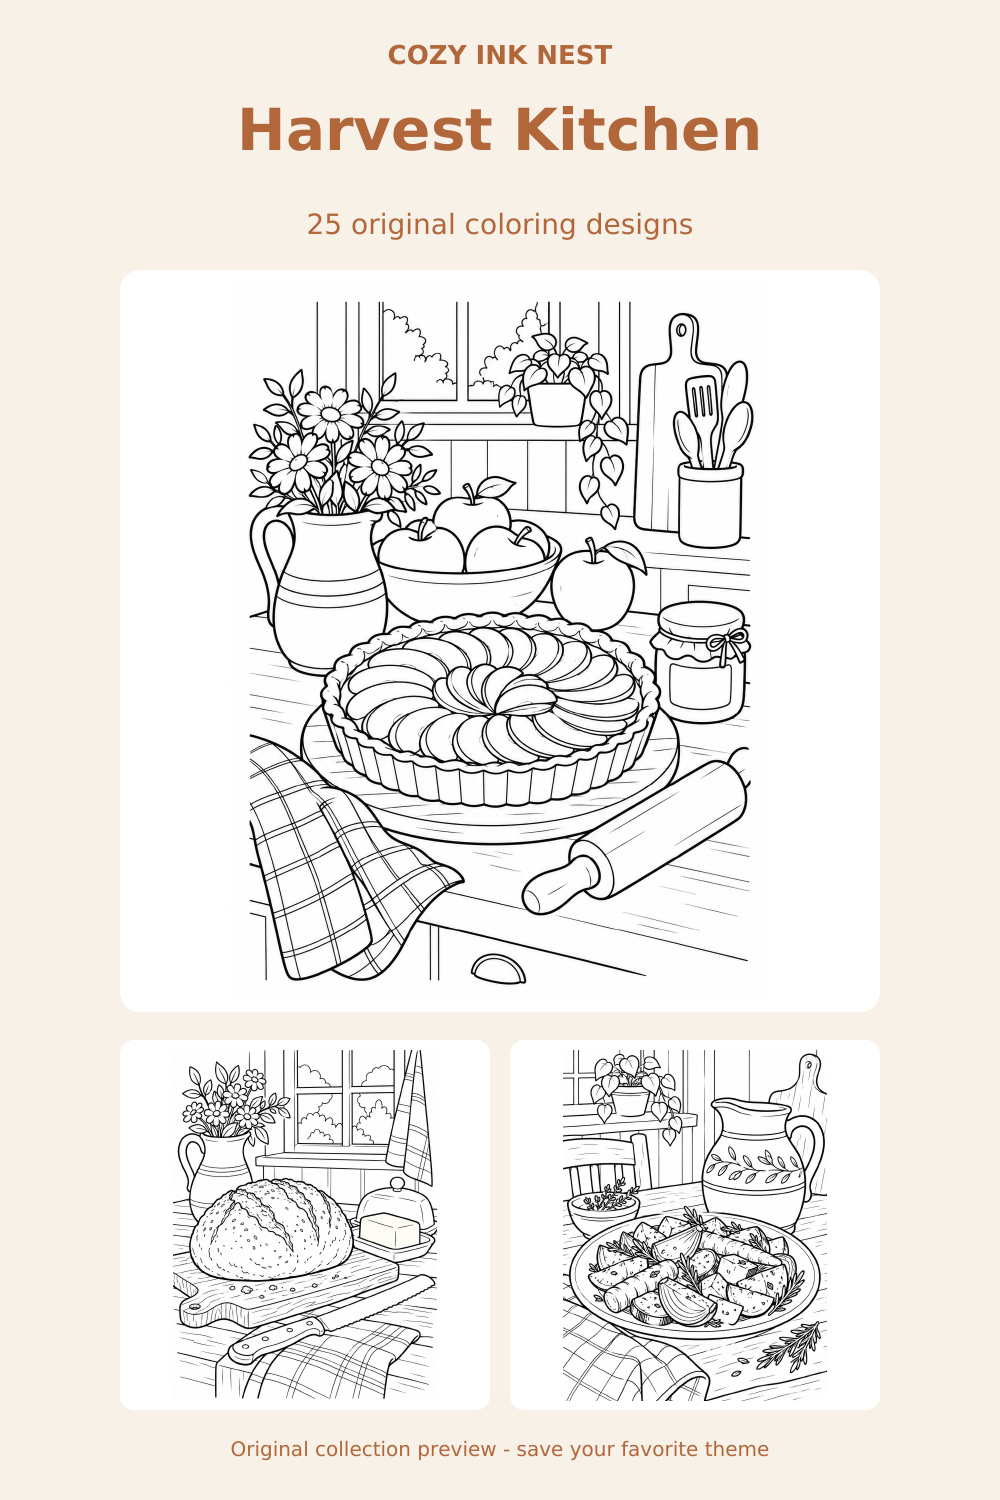 COZY INK NEST
Harvest Kitchen
25 original coloring designs
Original collection preview - save your favorite theme